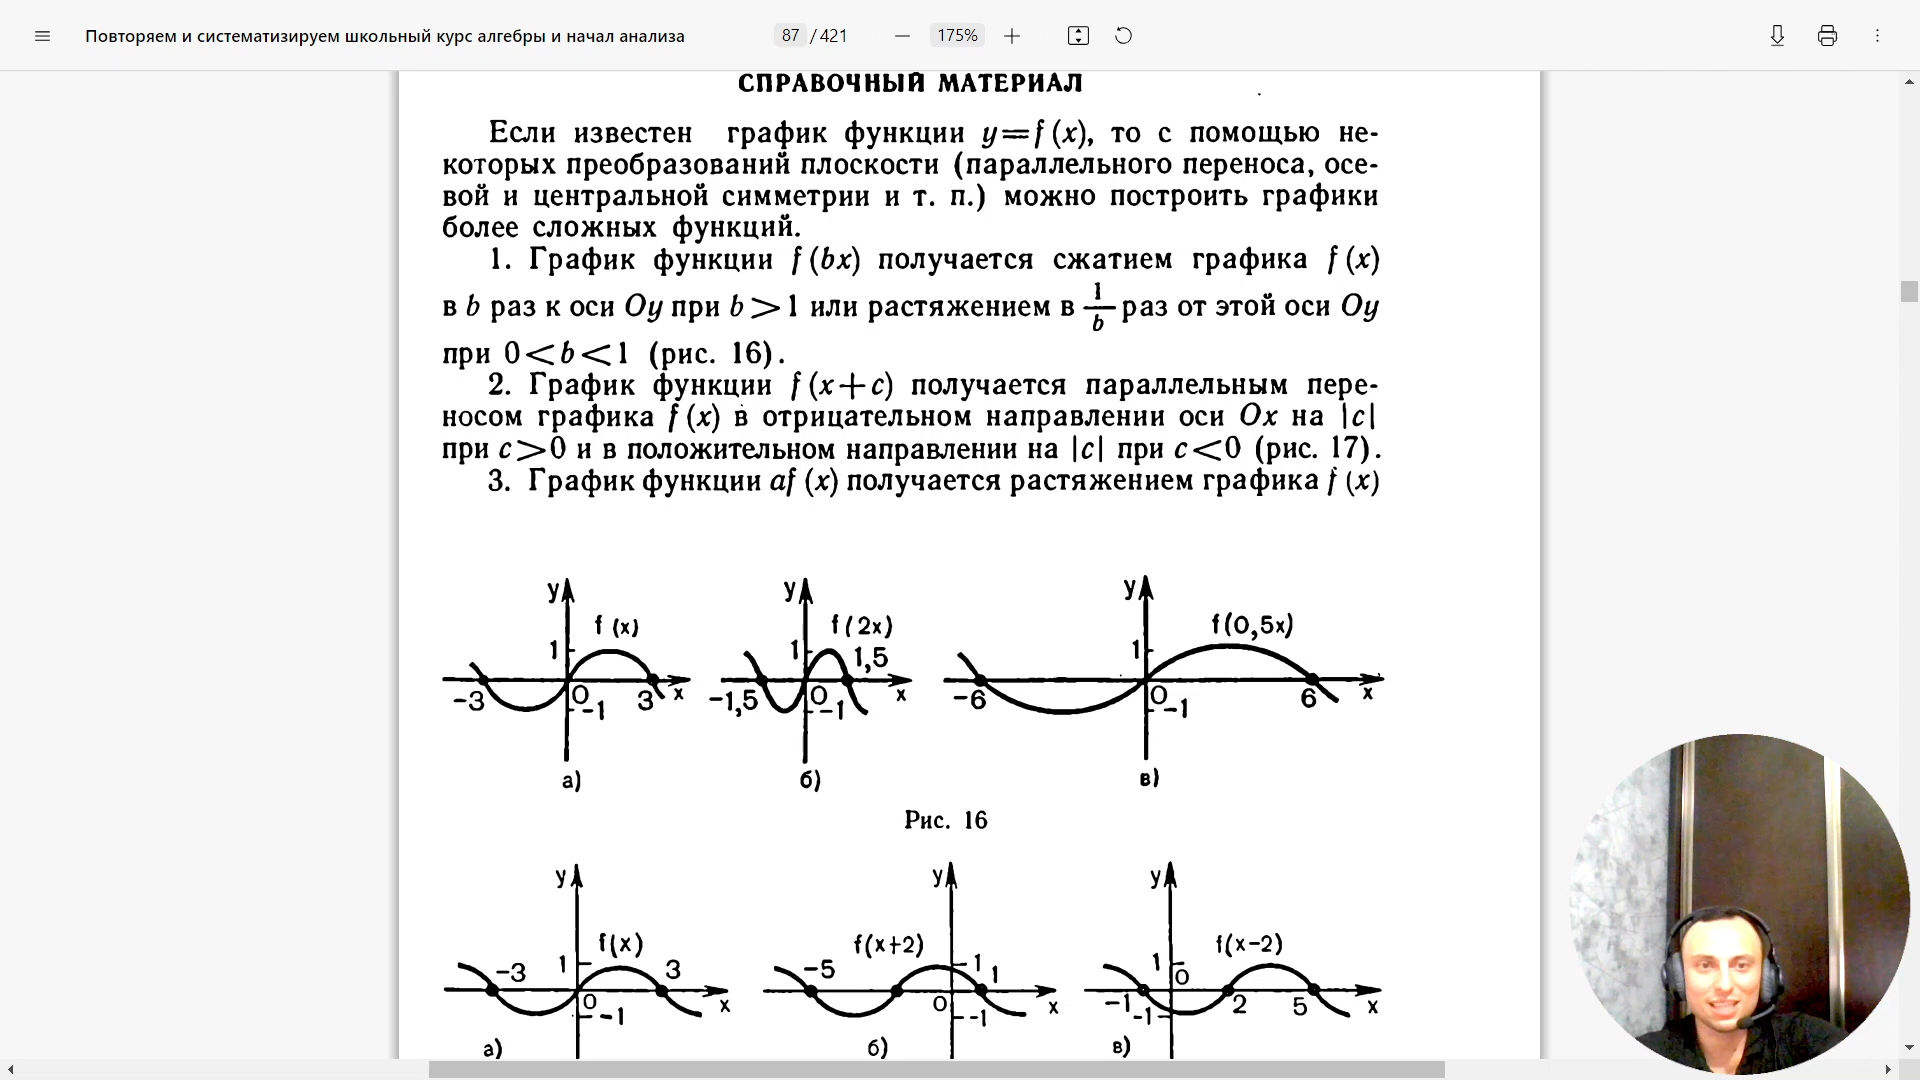 Повторяем и систематизируем школьный курс алгебры и начал анализа 87 / 421 175%
СПРАВОЧНЫЙ МАТЕРИАЛ
Если известен график функции y=f (x), то с помощью не-
которых преобразований плоскости (параллельного переноса, осе-
вой и центральной симметрии и т. п.) можно построить графики
более сложных функций.
1. График функции f (bx) получается сжатием графика f (x)
в b раз к оси Oy при b>1 или растяжением в 1/b раз от этой оси Oy
при 0<b<1 (рис. 16).
2. График функции f (x+c) получается параллельным пере-
носом графика f (x) в отрицательном направлении оси Ox на |c|
при c>0 и в положительном направлении на |c| при c<0 (рис. 17).
3. График функции af (x) получается растяжением графика f (x)
y f (x) 1 -3 0 -1 3 x
а)
y f(2x) 1 1,5 -1,5 0 -1 x
б)
y f(0,5x) 1 -6 0 -1 6 x
в)
Рис. 16
y f(x) 1 -3 3 0 -1 x
а)
y f(x+2) -5 1 1 0 -1 x
б)
y f(x-2) 1 0 -1 -1 2 5 x
в)